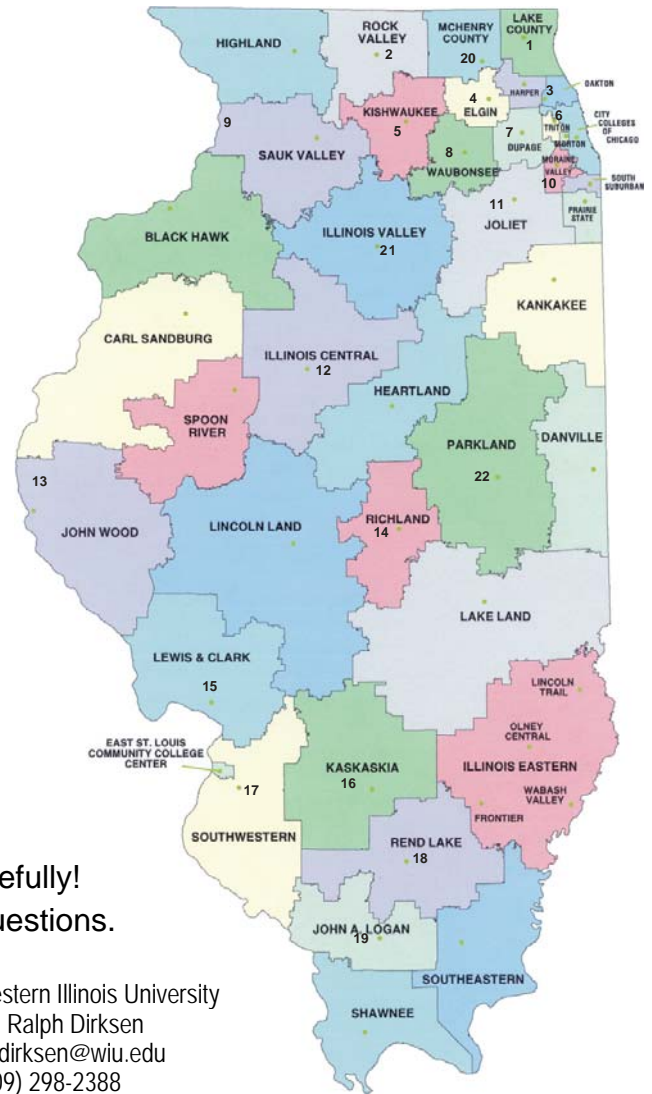 HIGHLAND
ROCK
VALLEY
2
MCHENRY
COUNTY
20
LAKE
COUNTY
1
HARPER
3
OAKTON
4
ELGIN
KISHWAUKEE
5
6
TRITON
CITY
COLLEGES
OF
CHICAGO
MORTON
7
DUPAGE
9
SAUK VALLEY
8
WAUBONSEE
MORAINE
VALLEY
10
SOUTH
SUBURBAN
11
JOLIET
PRAIRIE
STATE
BLACK HAWK
ILLINOIS VALLEY
21
KANKAKEE
CARL SANDBURG
ILLINOIS CENTRAL
12
HEARTLAND
SPOON
RIVER
PARKLAND
22
DANVILLE
13
JOHN WOOD
LINCOLN LAND
RICHLAND
14
LAKE LAND
LEWIS & CLARK
15
LINCOLN
TRAIL
OLNEY
CENTRAL
EAST ST. LOUIS
COMMUNITY COLLEGE
CENTER
ILLINOIS EASTERN
KASKASKIA
16
17
WABASH
VALLEY
FRONTIER
SOUTHWESTERN
REND LAKE
18
efully!
uestions.
JOHN A. LOGAN
19
SOUTHEASTERN
SHAWNEE
estern Illinois University
Ralph Dirksen
dirksen@wiu.edu
09) 298-2388